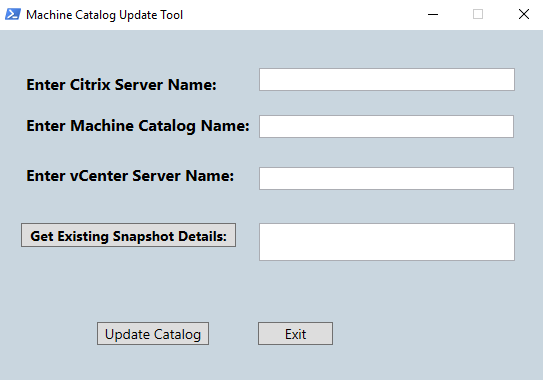 Machine Catalog Update Tool
Enter Citrix Server Name:
Enter Machine Catalog Name:
Enter vCenter Server Name:
Get Existing Snapshot Details:
Update Catalog
Exit